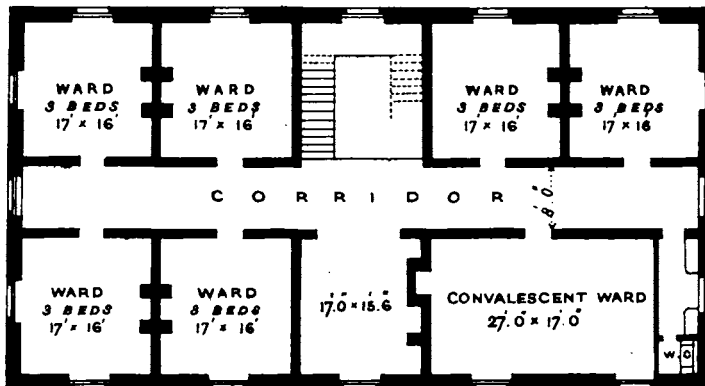 WARD
3 BEDS
17' × 16'
WARD
3 BEDS
17' × 16'
WARD
3 BEDS
17' × 16'
WARD
3 BEDS
17' × 16'
CORRIDOR
8'.0"
WARD
3 BEDS
17' × 16'
WARD
3 BEDS
17' × 16'
17'.0" × 15'.6"
CONVALESCENT WARD
27'.0" × 17'.0"
W.C